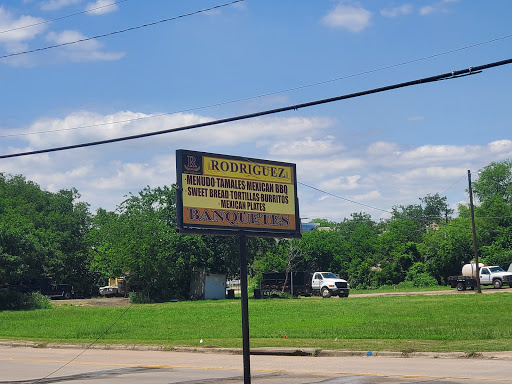 R
RODRIGUEZ
·MENUDO TAMALES MEXICAN BBQ
SWEET BREAD TORTILLAS BURRITOS
·MEXICAN PLATES
BANQUETES